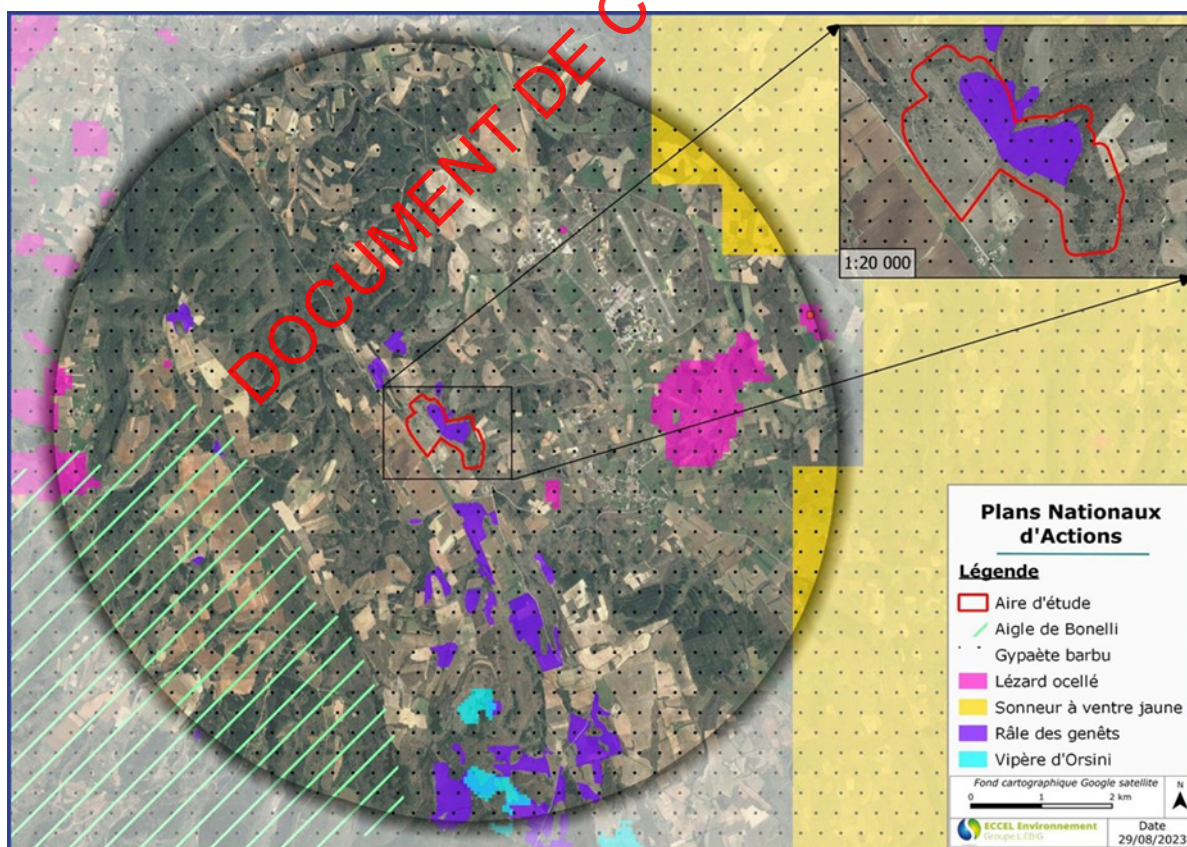 DOCUMENT DE C
1:20 000
Plans Nationaux
d'Actions
Légende
Aire d'étude
Aigle de Bonelli
Gypaète barbu
Lézard ocellé
Sonneur à ventre jaune
Râle des genêts
Vipère d'Orsini
Fond cartographique Google satellite
0 1 2 km
N
ECCEL Environnement
Groupe
Date
29/08/2023